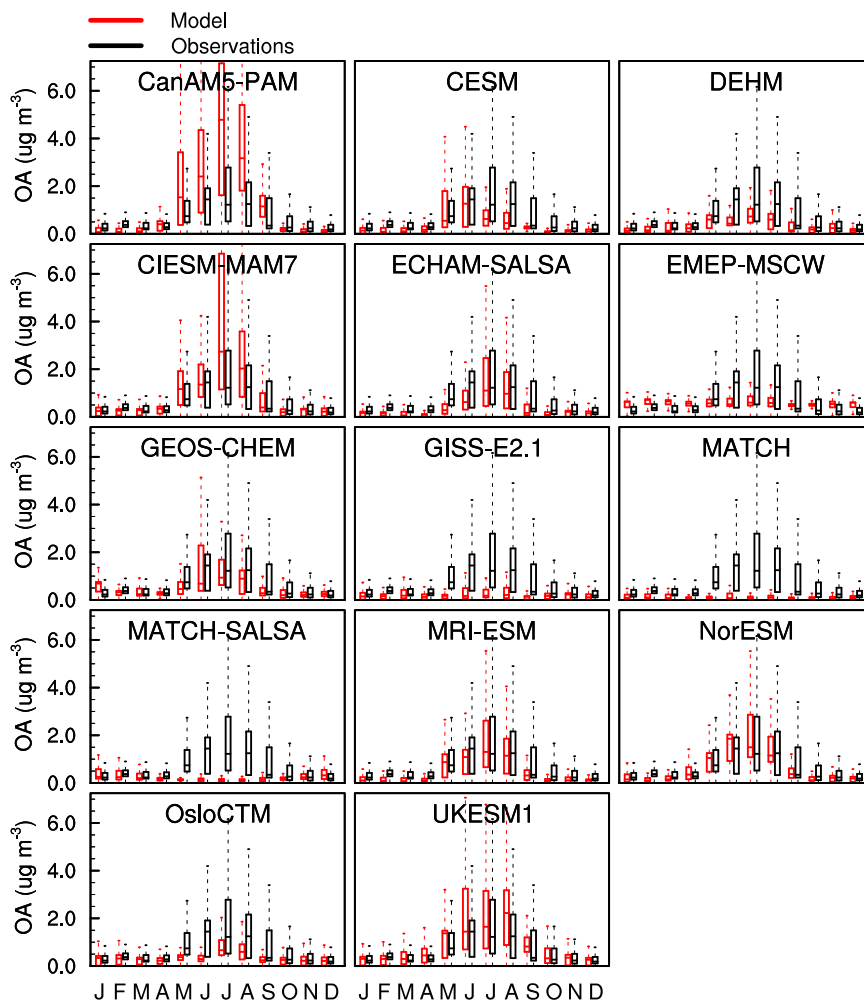 Model
Observations
CanAM5-PAM CESM DEHM
OA (ug m-3) 6.0 4.0 2.0 0.0
CIESM-MAM7 ECHAM-SALSA EMEP-MSCW
OA (ug m-3) 6.0 4.0 2.0 0.0
GEOS-CHEM GISS-E2.1 MATCH
OA (ug m-3) 6.0 4.0 2.0 0.0
MATCH-SALSA MRI-ESM NorESM
OA (ug m-3) 6.0 4.0 2.0 0.0
OsloCTM UKESM1
OA (ug m-3) 6.0 4.0 2.0 0.0
J F M A M J J A S O N D J F M A M J J A S O N D J F M A M J J A S O N D